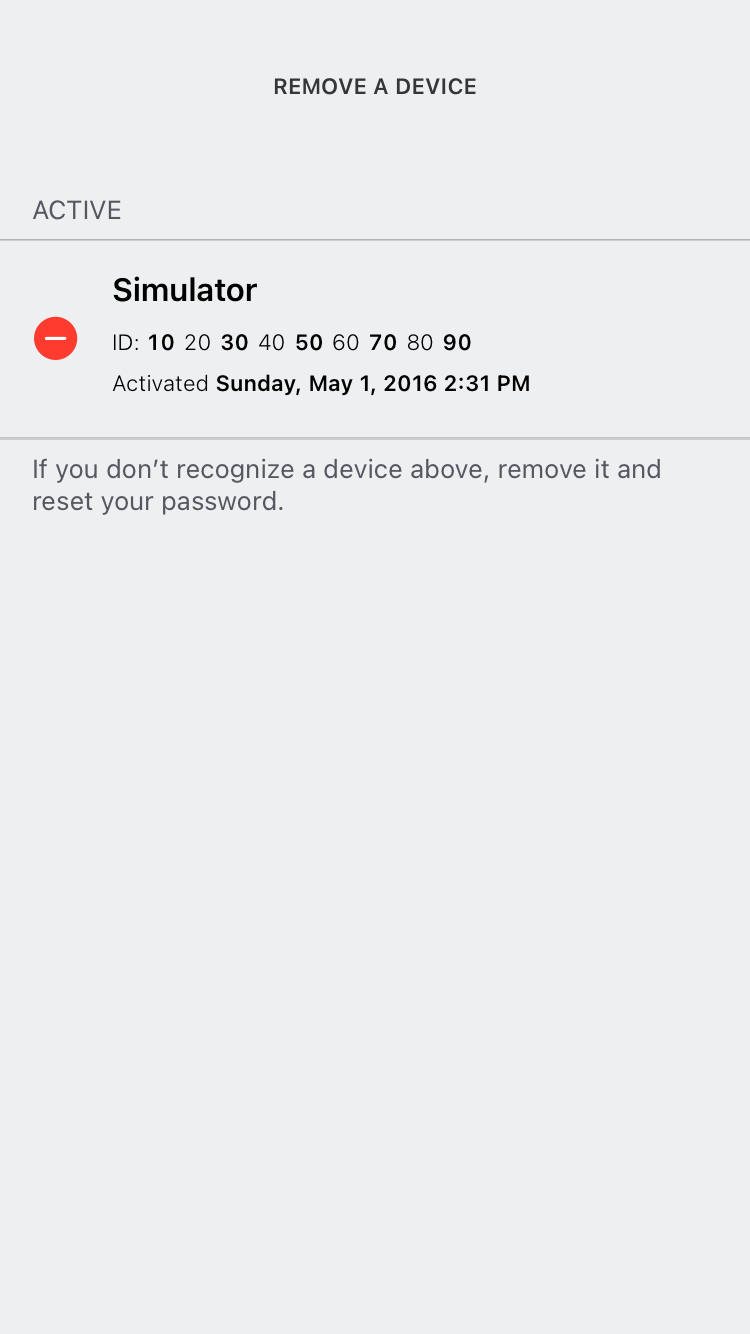 REMOVE A DEVICE
ACTIVE
Simulator
ID: 10 20 30 40 50 60 70 80 90
Activated Sunday, May 1, 2016 2:31 PM
If you don’t recognize a device above, remove it and
reset your password.